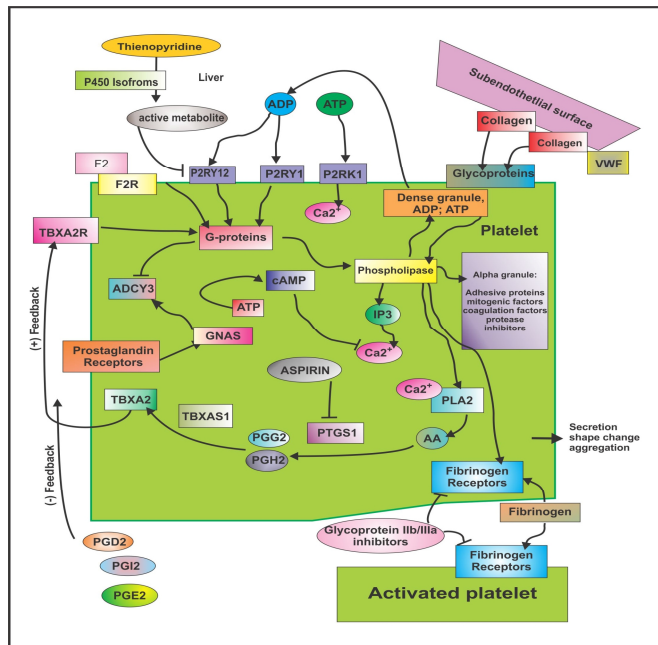 Thienopyridine
P450 Isofroms
Liver
active metabolite
ADP
ATP
Subendothetlial surface
Collagen
Collagen
VWF
F2
F2R
P2RY12
P2RY1
P2RK1
Glycoproteins
Ca2+
Dense granule,
ADP; ATP
Platelet
TBXA2R
G-proteins
Phospholipase
Alpha granule:
Adhesive proteins
mitogenic factors
coagulation factors
protease
inhibitors
ADCY3
cAMP
ATP
IP3
GNAS
Ca2+
(+) Feedback
Prostaglandin
Receptors
ASPIRIN
TBXA2
TBXAS1
PTGS1
Ca2+
PLA2
PGG2
PGH2
AA
Secretion
shape change
aggregation
Fibrinogen
Receptors
(-) Feedback
Fibrinogen
Glycoprotein IIb/IIIa
inhibitors
PGD2
PGI2
PGE2
Fibrinogen
Receptors
Activated platelet